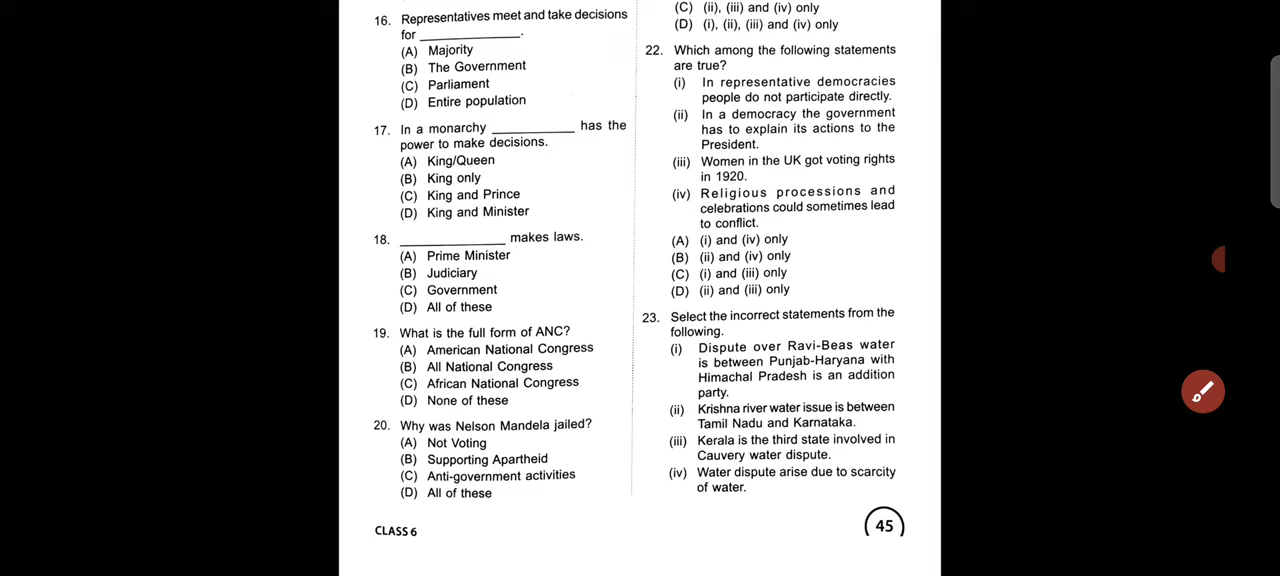 16. Representatives meet and take decisions
for ______________.
(A) Majority
(B) The Government
(C) Parliament
(D) Entire population
17. In a monarchy ____________ has the
power to make decisions.
(A) King/Queen
(B) King only
(C) King and Prince
(D) King and Minister
18. _______________ makes laws.
(A) Prime Minister
(B) Judiciary
(C) Government
(D) All of these
19. What is the full form of ANC?
(A) American National Congress
(B) All National Congress
(C) African National Congress
(D) None of these
20. Why was Nelson Mandela jailed?
(A) Not Voting
(B) Supporting Apartheid
(C) Anti-government activities
(D) All of these
(C) (ii), (iii) and (iv) only
(D) (i), (ii), (iii) and (iv) only
22. Which among the following statements
are true?
(i) In representative democracies
people do not participate directly.
(ii) In a democracy the government
has to explain its actions to the
President.
(iii) Women in the UK got voting rights
in 1920.
(iv) Religious processions and
celebrations could sometimes lead
to conflict.
(A) (i) and (iv) only
(B) (ii) and (iv) only
(C) (i) and (iii) only
(D) (ii) and (iii) only
23. Select the incorrect statements from the
following.
(i) Dispute over Ravi-Beas water
is between Punjab-Haryana with
Himachal Pradesh is an addition
party.
(ii) Krishna river water issue is between
Tamil Nadu and Karnataka.
(iii) Kerala is the third state involved in
Cauvery water dispute.
(iv) Water dispute arise due to scarcity
of water.
CLASS 6
45